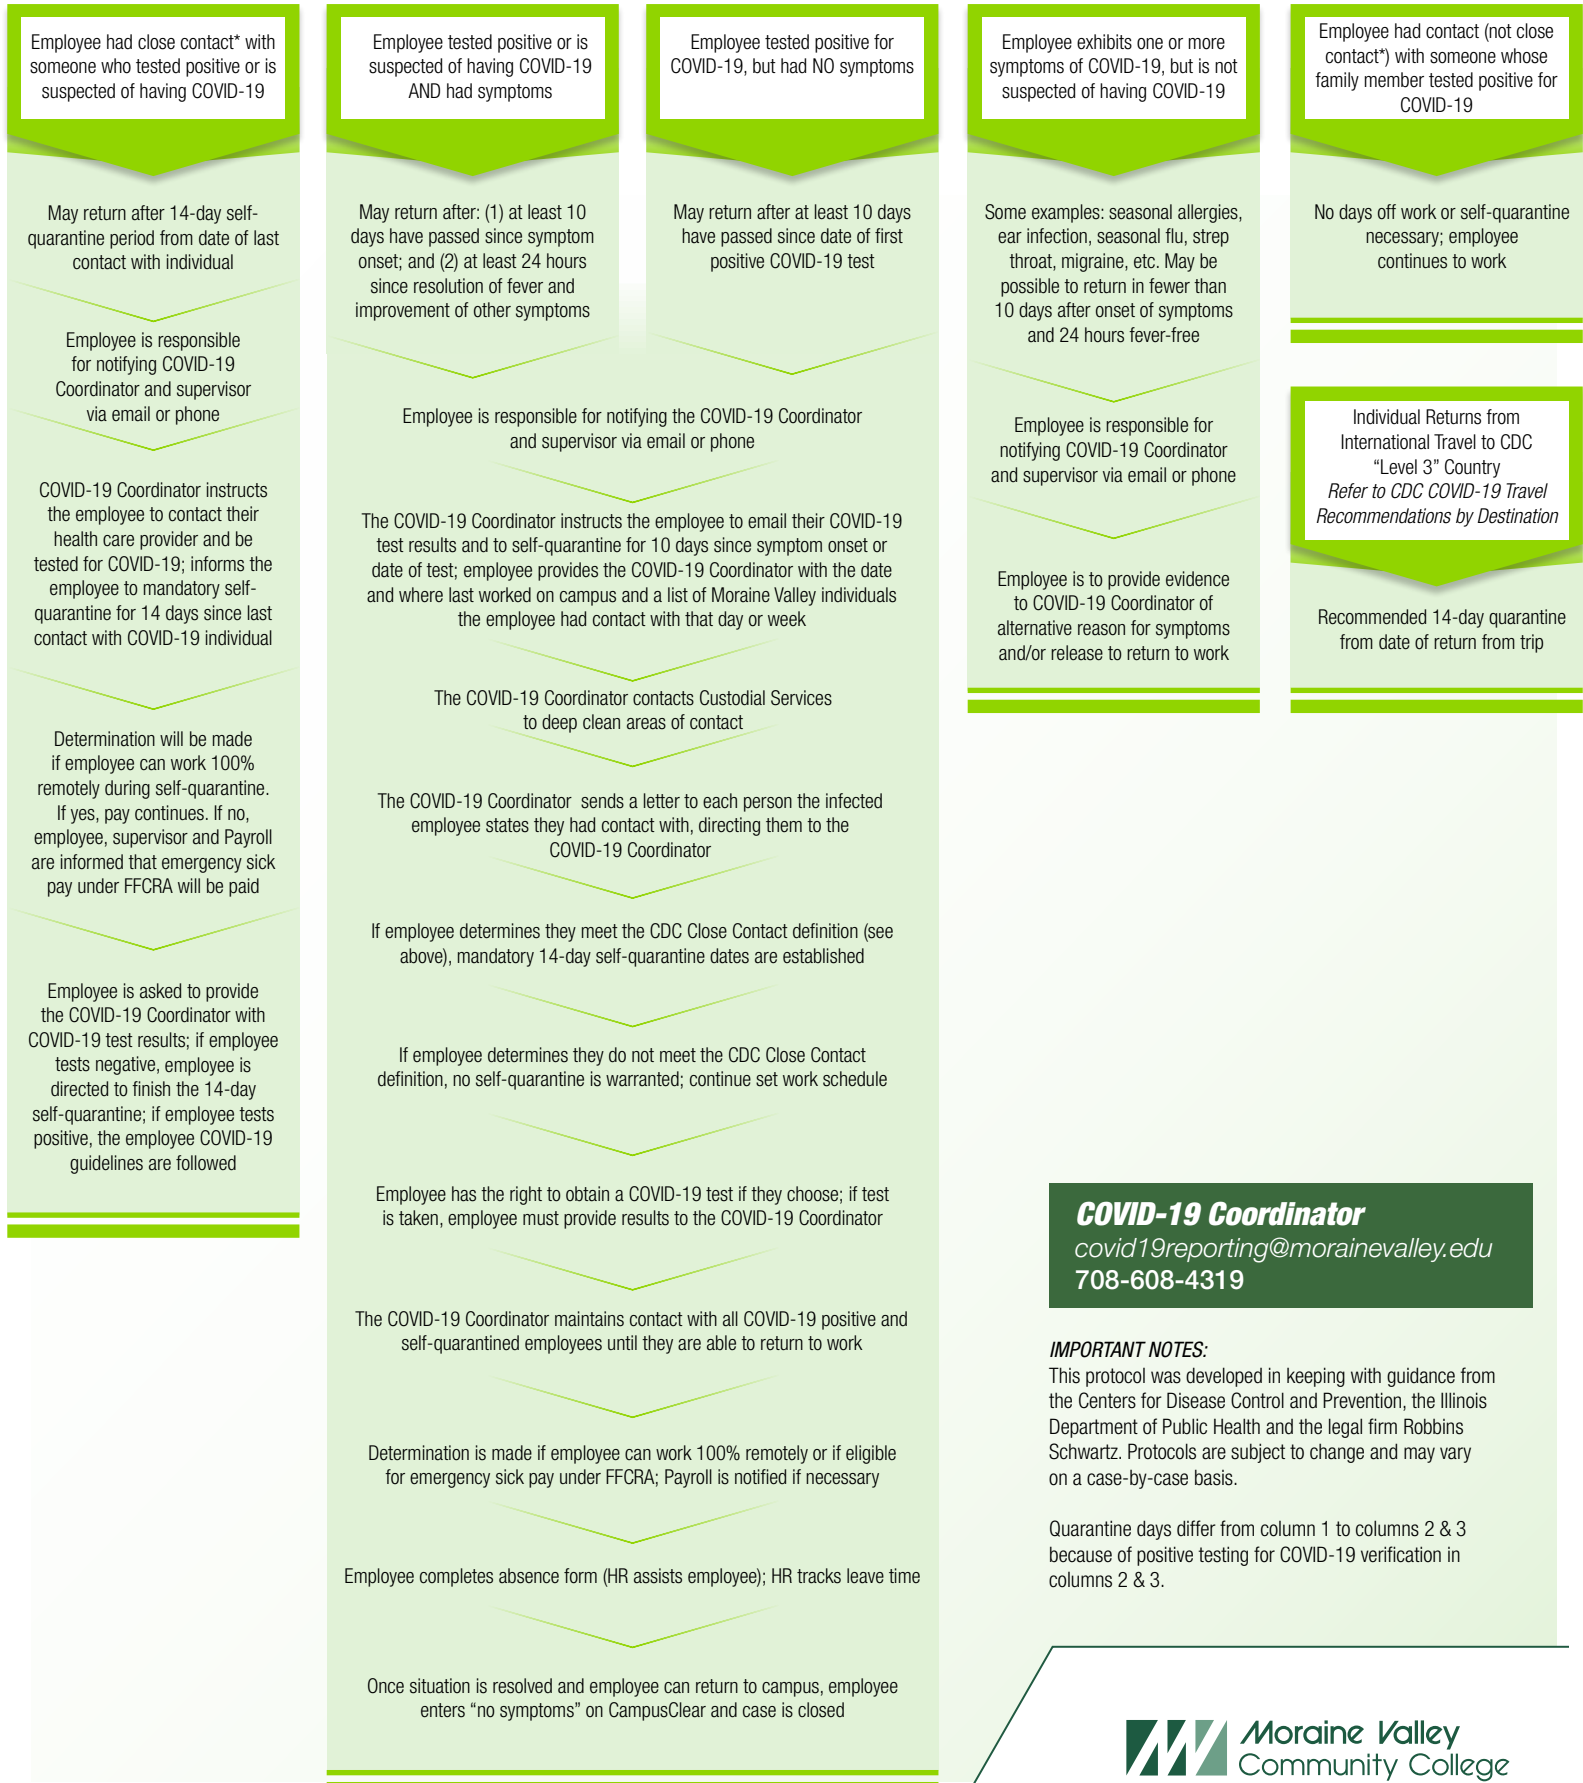 Employee had close contact* with
someone who tested positive or is
suspected of having COVID-19
May return after 14-day self-
quarantine period from date of last
contact with individual
Employee is responsible
for notifying COVID-19
Coordinator and supervisor
via email or phone
COVID-19 Coordinator instructs
the employee to contact their
health care provider and be
tested for COVID-19; informs the
employee to mandatory self-
quarantine for 14 days since last
contact with COVID-19 individual
Determination will be made
if employee can work 100%
remotely during self-quarantine.
If yes, pay continues. If no,
employee, supervisor and Payroll
are informed that emergency sick
pay under FFCRA will be paid
Employee is asked to provide
the COVID-19 Coordinator with
COVID-19 test results; if employee
tests negative, employee is
directed to finish the 14-day
self-quarantine; if employee tests
positive, the employee COVID-19
guidelines are followed
Employee tested positive or is
suspected of having COVID-19
AND had symptoms
May return after: (1) at least 10
days have passed since symptom
onset; and (2) at least 24 hours
since resolution of fever and
improvement of other symptoms
Employee tested positive for
COVID-19, but had NO symptoms
May return after at least 10 days
have passed since date of first
positive COVID-19 test
Employee is responsible for notifying the COVID-19 Coordinator
and supervisor via email or phone
The COVID-19 Coordinator instructs the employee to email their COVID-19
test results and to self-quarantine for 10 days since symptom onset or
date of test; employee provides the COVID-19 Coordinator with the date
and where last worked on campus and a list of Moraine Valley individuals
the employee had contact with that day or week
The COVID-19 Coordinator contacts Custodial Services
to deep clean areas of contact
The COVID-19 Coordinator sends a letter to each person the infected
employee states they had contact with, directing them to the
COVID-19 Coordinator
If employee determines they meet the CDC Close Contact definition (see
above), mandatory 14-day self-quarantine dates are established
If employee determines they do not meet the CDC Close Contact
definition, no self-quarantine is warranted; continue set work schedule
Employee has the right to obtain a COVID-19 test if they choose; if test
is taken, employee must provide results to the COVID-19 Coordinator
The COVID-19 Coordinator maintains contact with all COVID-19 positive and
self-quarantined employees until they are able to return to work
Determination is made if employee can work 100% remotely or if eligible
for emergency sick pay under FFCRA; Payroll is notified if necessary
Employee completes absence form (HR assists employee); HR tracks leave time
Once situation is resolved and employee can return to campus, employee
enters “no symptoms” on CampusClear and case is closed
Employee exhibits one or more
symptoms of COVID-19, but is not
suspected of having COVID-19
Some examples: seasonal allergies,
ear infection, seasonal flu, strep
throat, migraine, etc. May be
possible to return in fewer than
10 days after onset of symptoms
and 24 hours fever-free
Employee is responsible for
notifying COVID-19 Coordinator
and supervisor via email or phone
Employee is to provide evidence
to COVID-19 Coordinator of
alternative reason for symptoms
and/or release to return to work
Employee had contact (not close
contact*) with someone whose
family member tested positive for
COVID-19
No days off work or self-quarantine
necessary; employee
continues to work
Individual Returns from
International Travel to CDC
“Level 3” Country
Refer to CDC COVID-19 Travel
Recommendations by Destination
Recommended 14-day quarantine
from date of return from trip
COVID-19 Coordinator
covid19reporting@morainevalley.edu
708-608-4319
IMPORTANT NOTES:
This protocol was developed in keeping with guidance from
the Centers for Disease Control and Prevention, the Illinois
Department of Public Health and the legal firm Robbins
Schwartz. Protocols are subject to change and may vary
on a case-by-case basis.
Quarantine days differ from column 1 to columns 2 & 3
because of positive testing for COVID-19 verification in
columns 2 & 3.
Moraine Valley
Community College